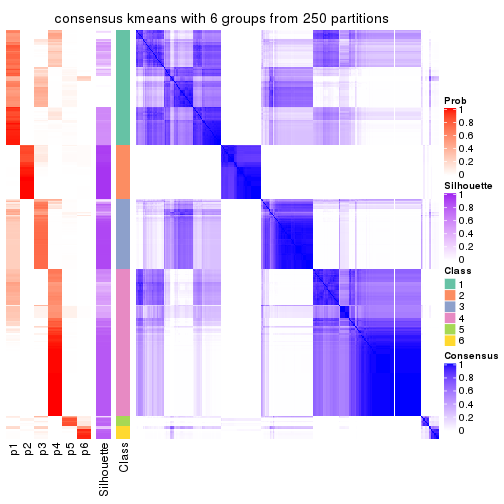 consensus kmeans with 6 groups from 250 partitions
Prob
1
0.8
0.6
0.4
0.2
0
Silhouette
1
0.8
0.6
0.4
0.2
0
Class
1
2
3
4
5
6
Consensus
1
0.8
0.6
0.4
0.2
0
p1
p2
p3
p4
p5
p6
Silhouette
Class